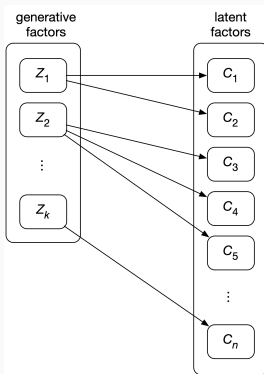 generative
factors
latent
factors
Z1
Z2
⋮
Zk
C1
C2
C3
C4
C5
⋮
Cn